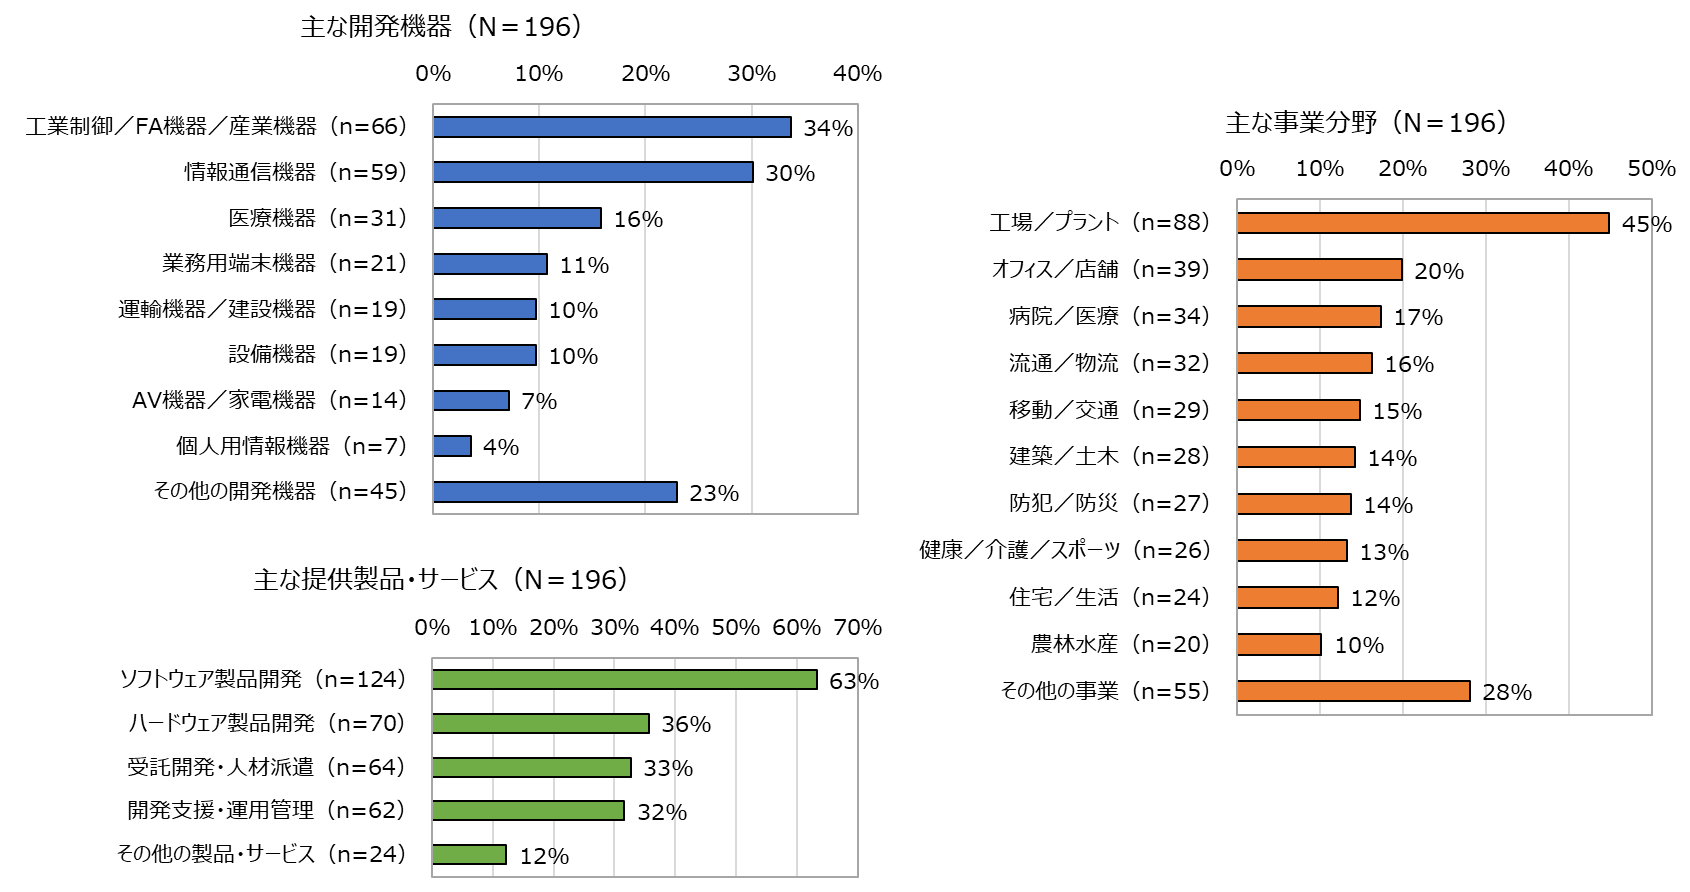 主な開発機器（N＝196）
0% 10% 20% 30% 40%
工業制御／FA機器／産業機器（n=66） 34%
情報通信機器（n=59） 30%
医療機器（n=31） 16%
業務用端末機器（n=21） 11%
運輸機器／建設機器（n=19） 10%
設備機器（n=19） 10%
AV機器／家電機器（n=14） 7%
個人用情報機器（n=7） 4%
その他の開発機器（n=45） 23%
主な提供製品・サービス（N＝196）
0% 10% 20% 30% 40% 50% 60% 70%
ソフトウェア製品開発（n=124） 63%
ハードウェア製品開発（n=70） 36%
受託開発・人材派遣（n=64） 33%
開発支援・運用管理（n=62） 32%
その他の製品・サービス（n=24） 12%
主な事業分野（N＝196）
0% 10% 20% 30% 40% 50%
工場／プラント（n=88） 45%
オフィス／店舗（n=39） 20%
病院／医療（n=34） 17%
流通／物流（n=32） 16%
移動／交通（n=29） 15%
建築／土木（n=28） 14%
防犯／防災（n=27） 14%
健康／介護／スポーツ（n=26） 13%
住宅／生活（n=24） 12%
農林水産（n=20） 10%
その他の事業（n=55） 28%